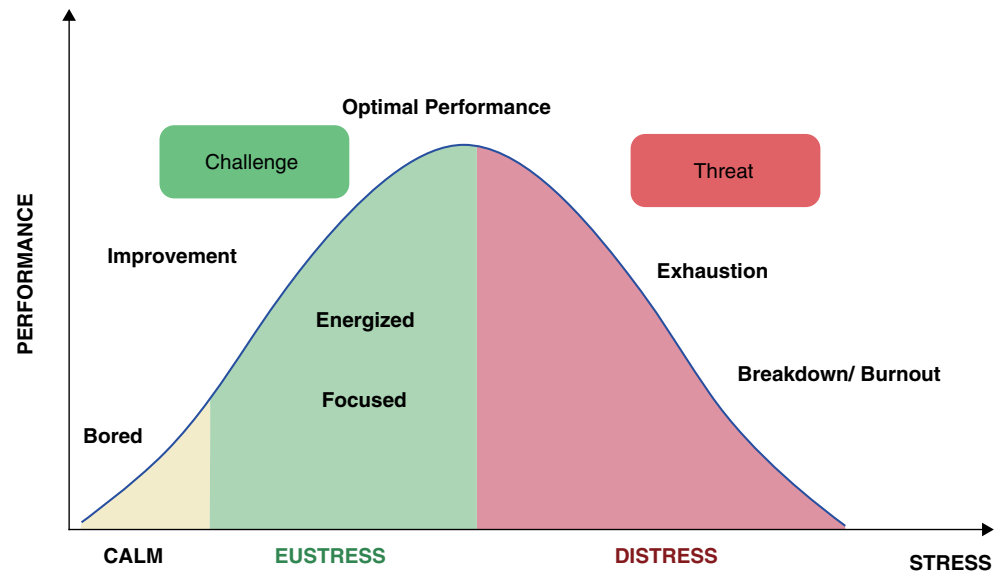 Optimal Performance
Challenge
Threat
Improvement
Exhaustion
PERFORMANCE
Energized
Breakdown/ Burnout
Focused
Bored
CALM
EUSTRESS
DISTRESS
STRESS